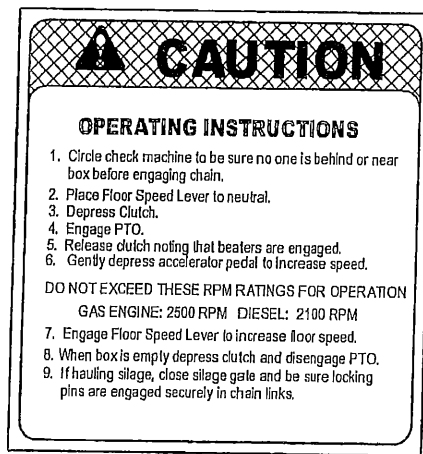 CAUTION
OPERATING INSTRUCTIONS
1. Circle check machine to be sure no one is behind or near
box before engaging chain.
2. Place Floor Speed Lever to neutral.
3. Depress Clutch.
4. Engage PTO.
5. Release clutch noting that beaters are engaged.
6. Gently depress accelerator pedal to increase speed.
DO NOT EXCEED THESE RPM RATINGS FOR OPERATION
GAS ENGINE: 2500 RPM DIESEL: 2100 RPM
7. Engage Floor Speed Lever to increase floor speed.
8. When box is empty depress clutch and disengage PTO.
9. If hauling silage, close silage gate and be sure locking
pins are engaged securely in chain links.